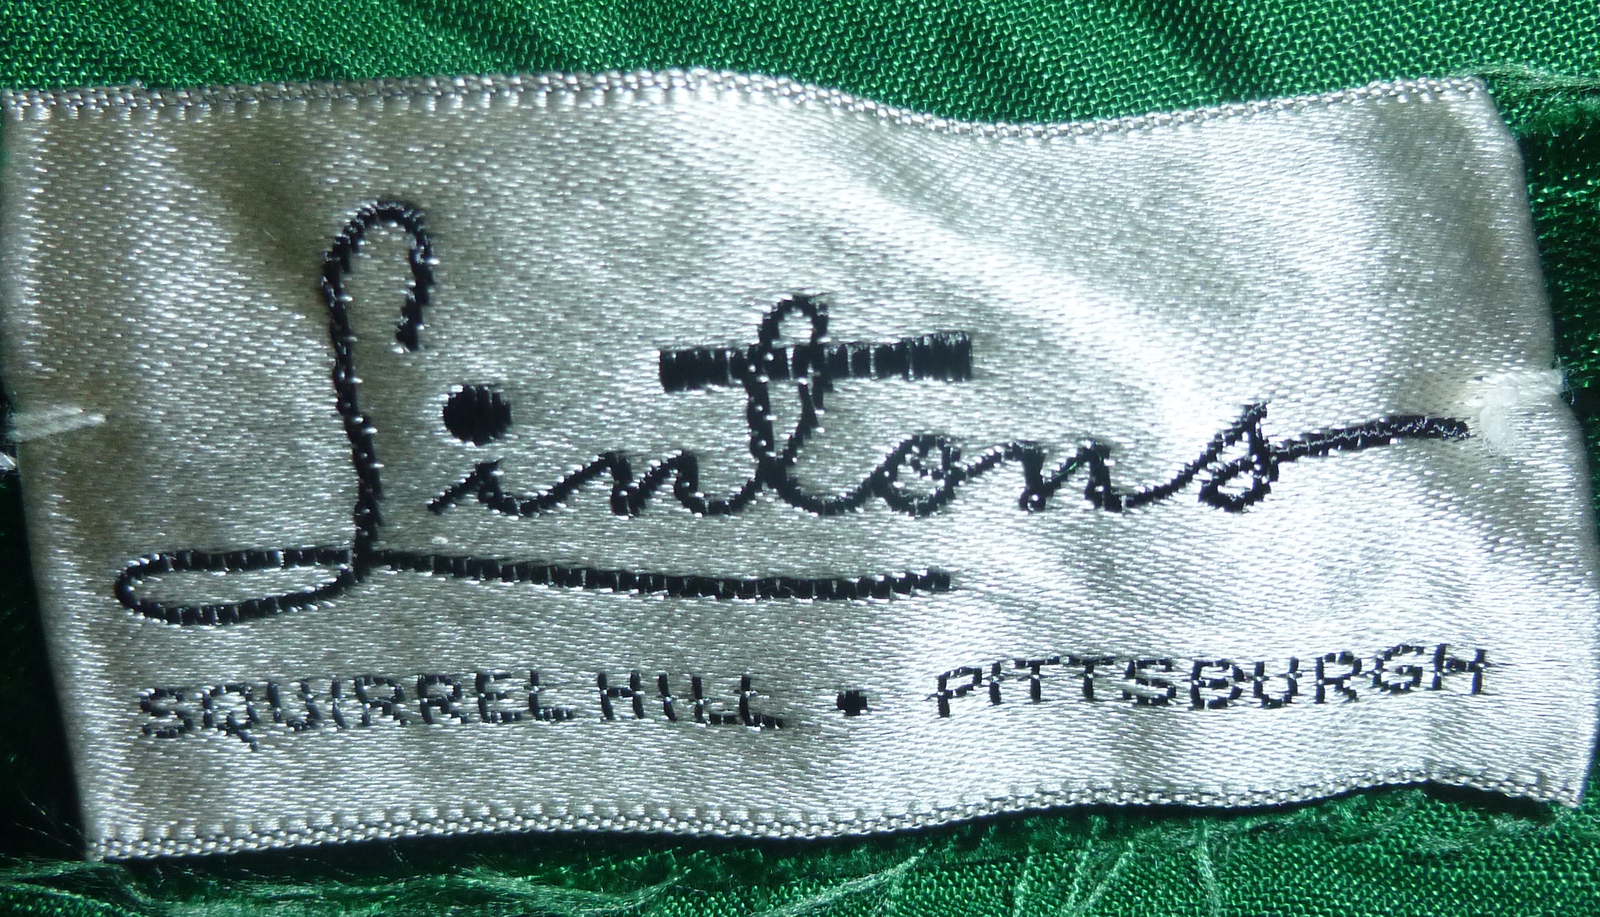 Lintons
SQUIRREL HILL • PITTSBURGH